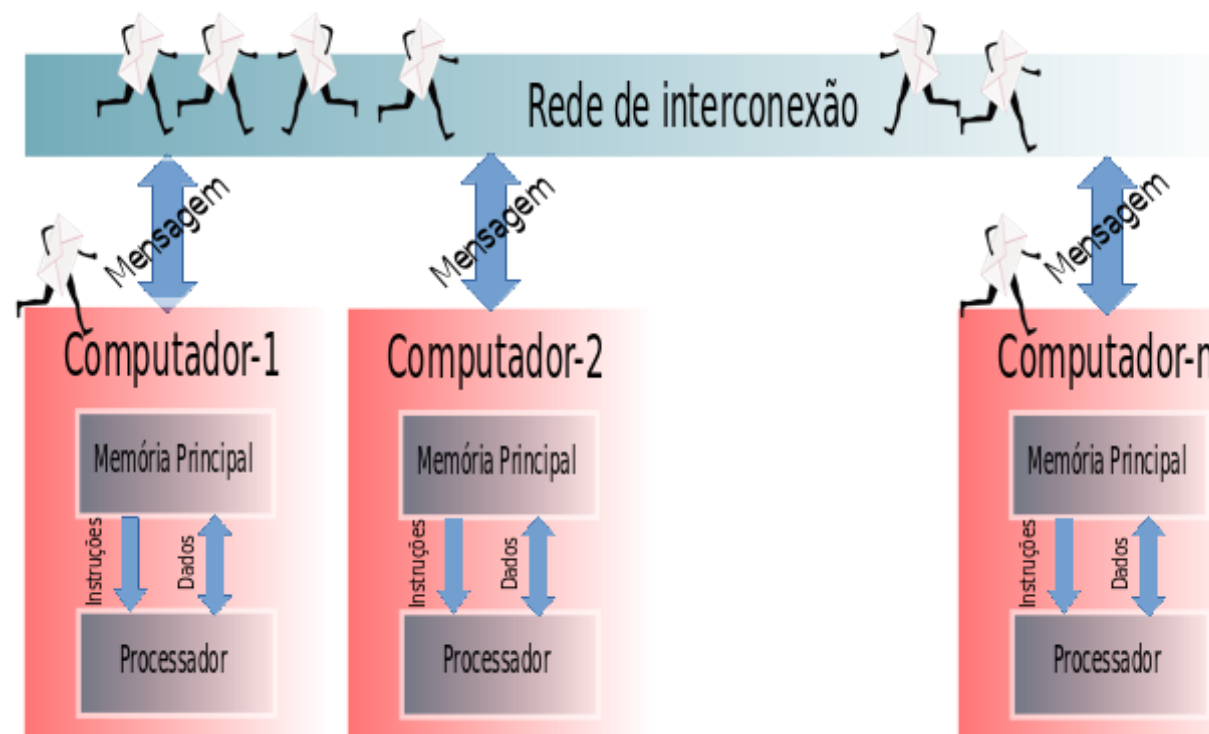 Rede de interconexão
Mensagem
Mensagem
Mensagem
Computador-1
Computador-2
Computador-n
Memória Principal
Memória Principal
Memória Principal
Instruções
Dados
Instruções
Dados
Instruções
Dados
Processador
Processador
Processador